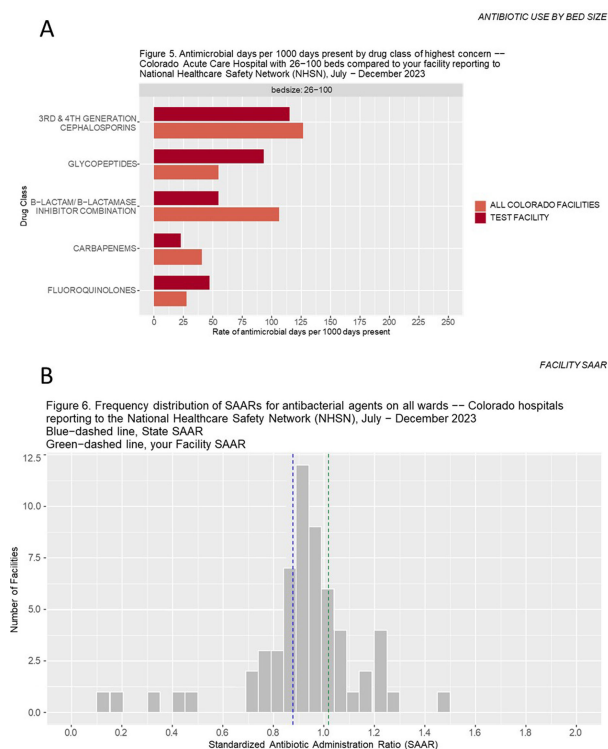 ANTIBIOTIC USE BY BED SIZE
A
Figure 5. Antimicrobial days per 1000 days present by drug class of highest concern −−
Colorado Acute Care Hospital with 26−100 beds compared to your facility reporting to
National Healthcare Safety Network (NHSN), July − December 2023
bedsize: 26−100
Drug Class
3RD & 4TH GENERATION
CEPHALOSPORINS
GLYCOPEPTIDES
B−LACTAM/ B−LACTAMASE
INHIBITOR COMBINATION
CARBAPENEMS
FLUOROQUINOLONES
ALL COLORADO FACILITIES
TEST FACILITY
0 25 50 75 100 125 150 175 200 225 250
Rate of antimicrobial days per 1000 days present
B
FACILITY SAAR
Figure 6. Frequency distribution of SAARs for antibacterial agents on all wards −− Colorado hospitals
reporting to the National Healthcare Safety Network (NHSN), July − December 2023
Blue−dashed line, State SAAR
Green−dashed line, your Facility SAAR
Number of Facilities
12.5
10.0
7.5
5.0
2.5
0.0
0.0 0.2 0.4 0.6 0.8 1.0 1.2 1.4 1.6 1.8 2.0
Standardized Antibiotic Administration Ratio (SAAR)